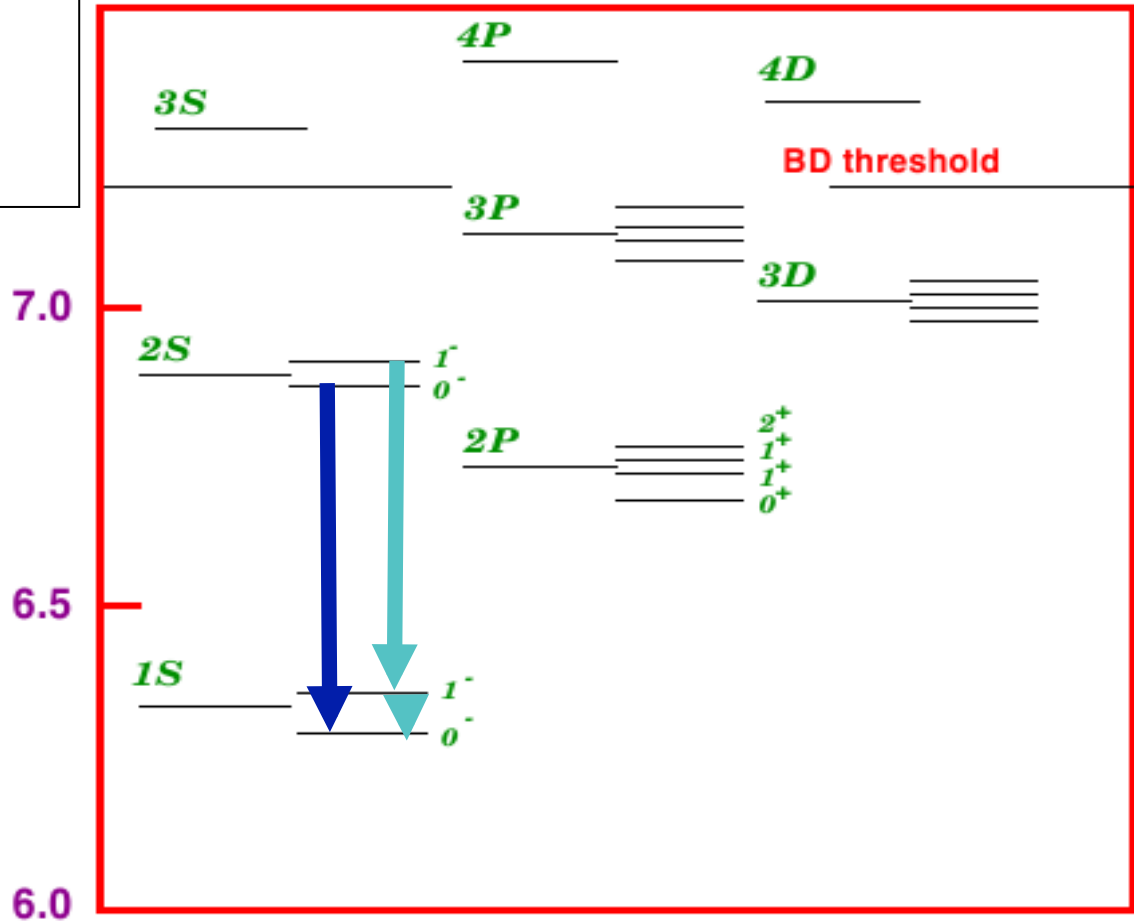 4P
4D
3S
BD threshold
3P
3D
7.0
2S
1⁻
0⁻
2P
2⁺
1⁺
1⁺
0⁺
6.5
1S
1⁻
0⁻
6.0